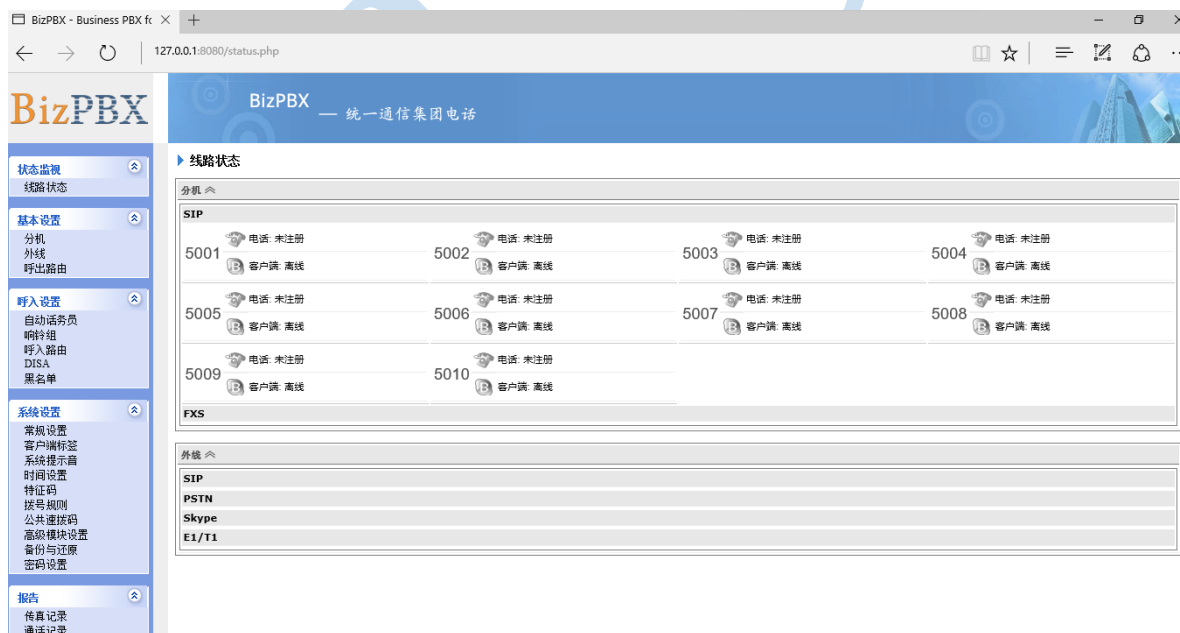 BizPBX - Business PBX fc
127.0.0.1:8080/status.php
BizPBX
BizPBX — 统一通信集团电话
状态监视
线路状态
基本设置
分机
外线
呼出路由
呼入设置
自动话务员
响铃组
呼入路由
DISA
黑名单
系统设置
常规设置
客户端标签
系统提示音
时间设置
特征码
拨号规则
公共速拨码
高级模块设置
备份与还原
密码设置
报告
传真记录
通话记录
线路状态
分机
SIP
5001 电话: 未注册 客户端: 离线
5002 电话: 未注册 客户端: 离线
5003 电话: 未注册 客户端: 离线
5004 电话: 未注册 客户端: 离线
5005 电话: 未注册 客户端: 离线
5006 电话: 未注册 客户端: 离线
5007 电话: 未注册 客户端: 离线
5008 电话: 未注册 客户端: 离线
5009 电话: 未注册 客户端: 离线
5010 电话: 未注册 客户端: 离线
FXS
外线
SIP
PSTN
Skype
E1/T1